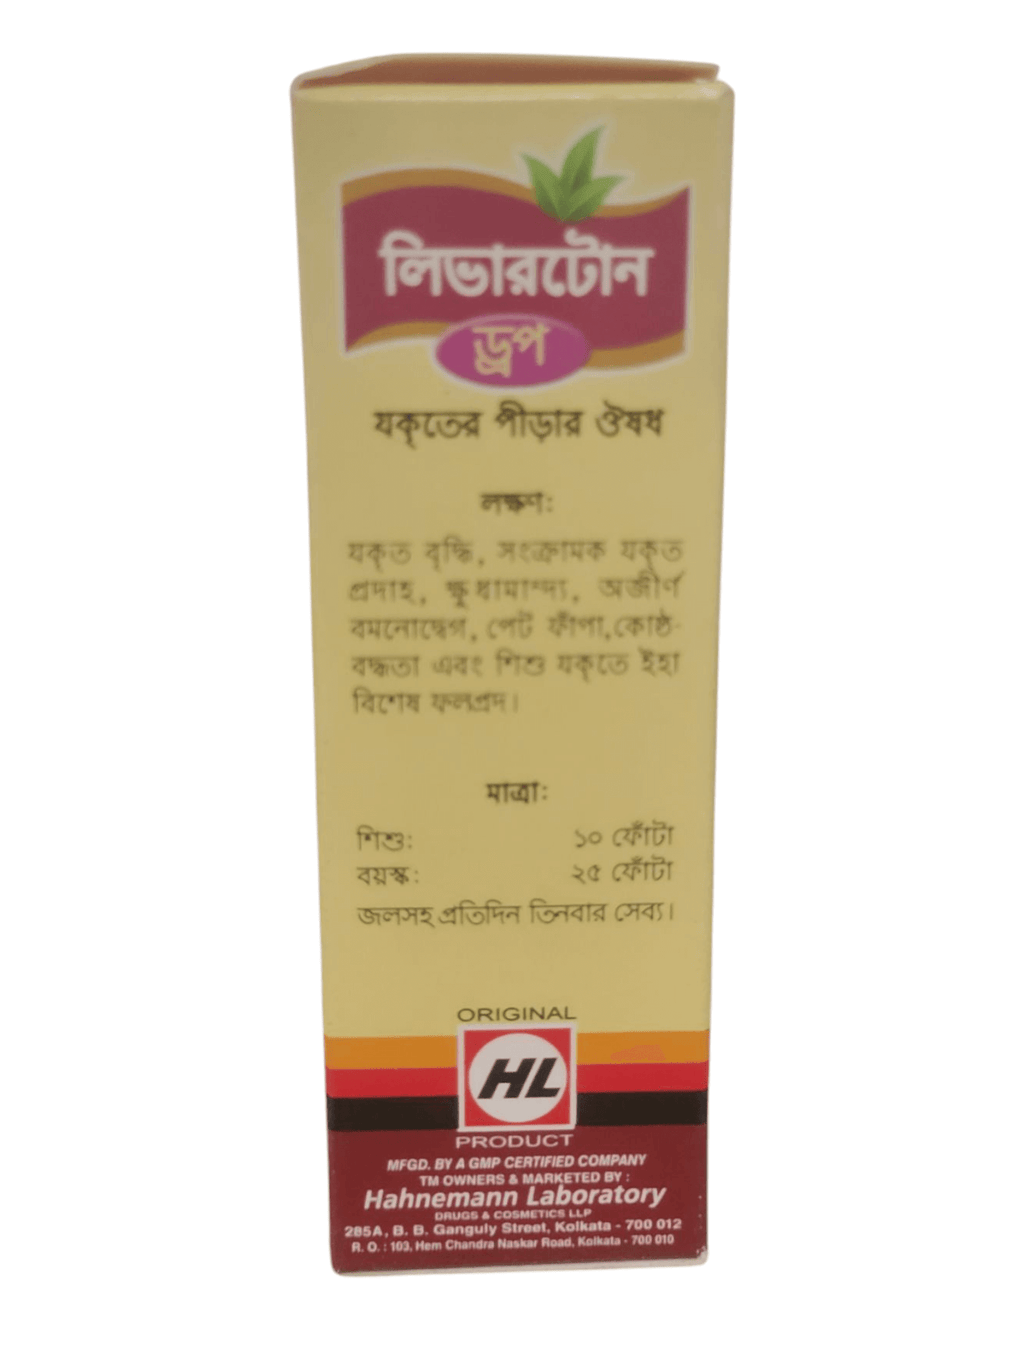 লিভারটোন
ড্রপ
যকৃতের পীড়ার ঔষধ
লক্ষণ:
যকৃত বৃদ্ধি, সংক্রামক যকৃত
প্রদাহ, ক্ষুধামান্দ্য, অজীর্ণ
বমনোদ্বেগ, পেট ফাঁপা,কোষ্ঠ-
বদ্ধতা এবং শিশু যকৃতে ইহা
বিশেষ ফলপ্রদ।
মাত্রা:
শিশু: ১০ ফোঁটা
বয়স্ক: ২৫ ফোঁটা
জলসহ প্রতিদিন তিনবার সেব্য।
ORIGINAL
HL
PRODUCT
MFGD. BY A GMP CERTIFIED COMPANY
TM OWNERS & MARKETED BY :
Hahnemann Laboratory
DRUGS & COSMETICS LLP
285A, B. B. Ganguly Street, Kolkata - 700 012
R. O. : 103, Hem Chandra Naskar Road, Kolkata - 700 010